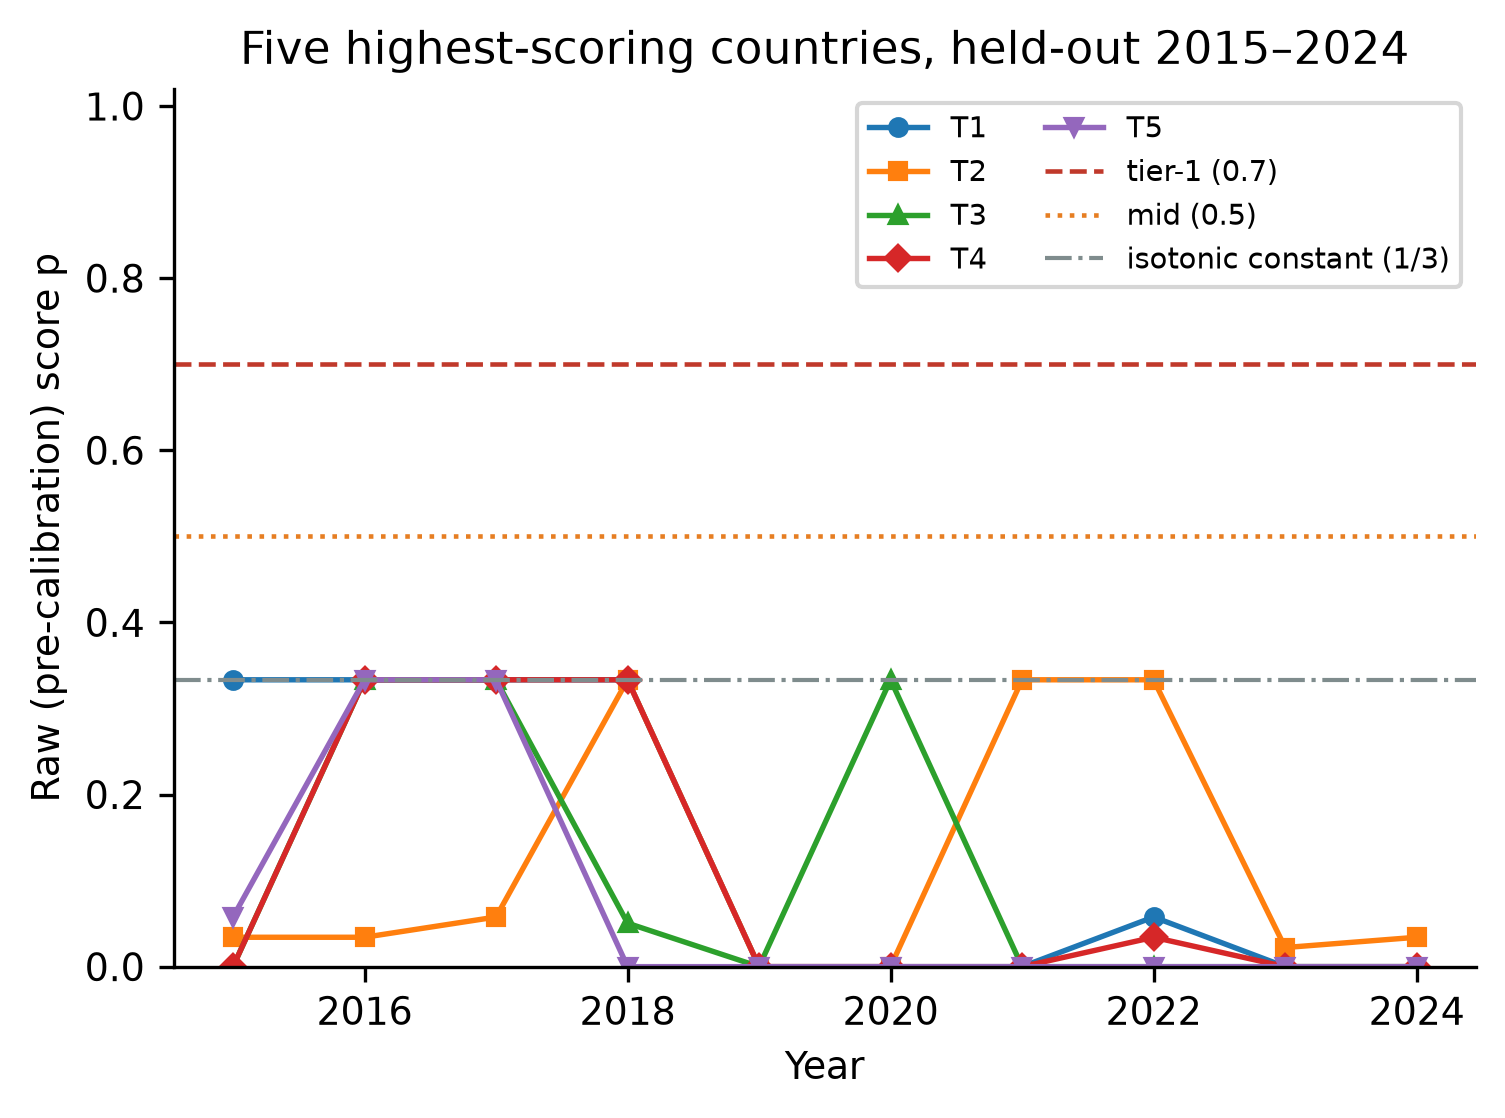 Five highest-scoring countries, held-out 2015–2024
Raw (pre-calibration) score p
1.0
0.8
0.6
0.4
0.2
0.0
T1
T2
T3
T4
T5
tier-1 (0.7)
mid (0.5)
isotonic constant (1/3)
2016
2018
2020
2022
2024
Year